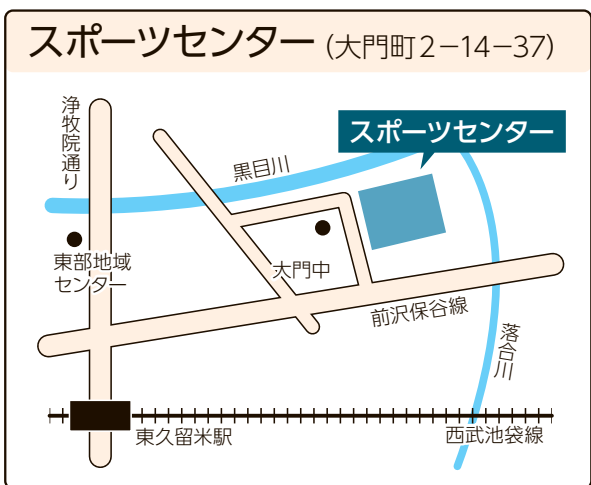 スポーツセンター (大門町2−14−37)
浄牧院通り
スポーツセンター
黒目川
東部地域
センター
大門中
前沢保谷線
落合川
東久留米駅
西武池袋線